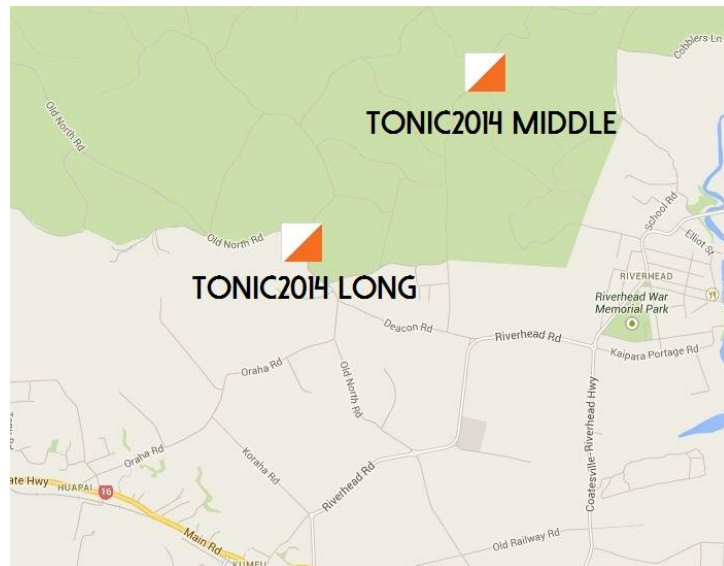 Cobblers Ln
Old North Rd
TONIC2014 MIDDLE
School Rd
Elliot St
Old North Rd
RIVERHEAD
TONIC2014 LONG
Riverhead War
Memorial Park
Deacon Rd
Riverhead Rd
Kaipara Portage Rd
Oraha Rd
Old North Rd
Coatesville-Riverhead Hwy
Oraha Rd
Koraha Rd
Riverhead Rd
ate Hwy
HUAPAI
16
Main Rd
Old Railway Rd
KUMEU